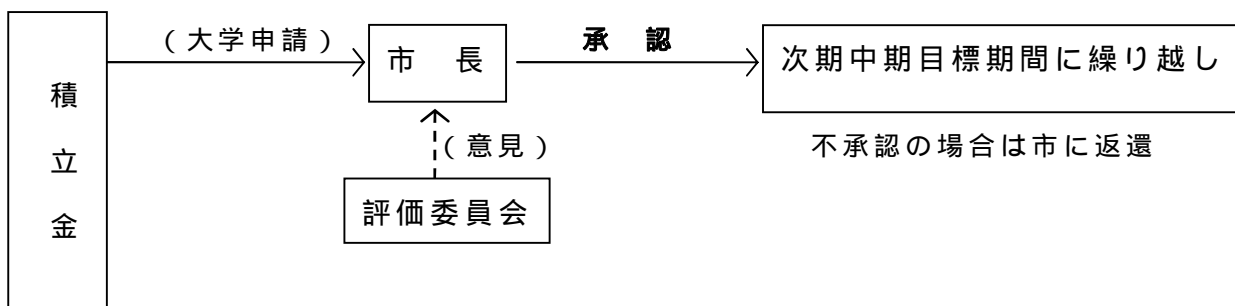 積立金
(大学申請)
市長
承認
次期中期目標期間に繰り越し
不承認の場合は市に返還
(意見)
評価委員会